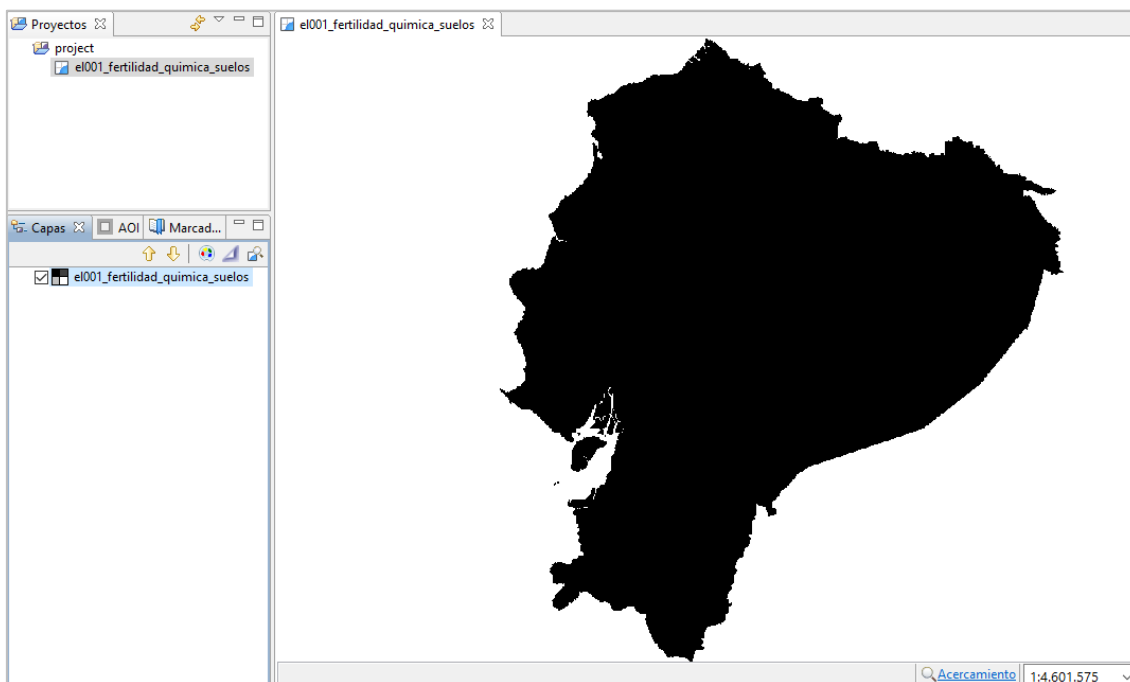 Proyectos
project
el001_fertilidad_quimica_suelos
Capas
AOI
Marcad...
el001_fertilidad_quimica_suelos
el001_fertilidad_quimica_suelos
Acercamiento
1:4.601.575